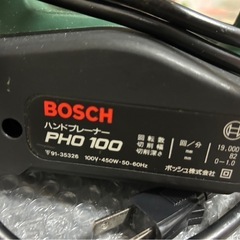 BOSCH
ハンドプレーナー
PHO 100
回転数 回/分 19,000
切削幅 mm 82
切削深さ mm 0-1.0
〒91-35326 100V・450W・50-60Hz
ボッシュ株式会社